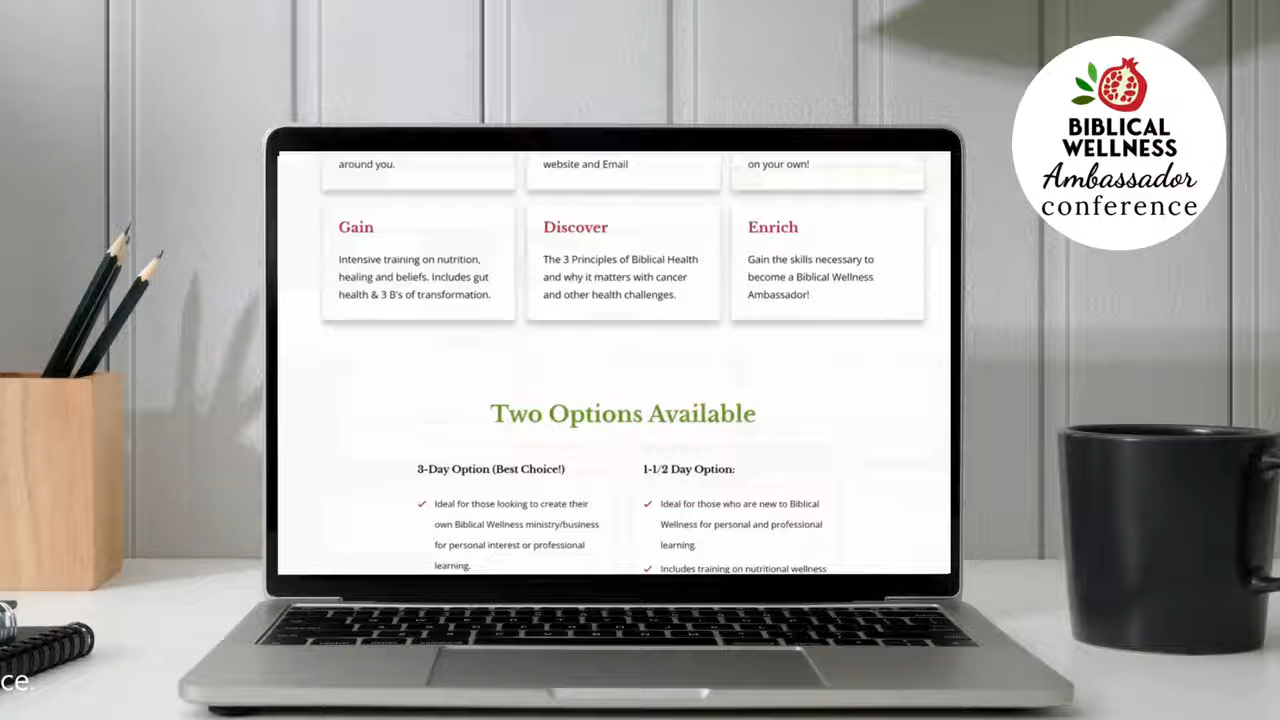 BIBLICAL
WELLNESS
Ambassador
conference
around you.
website and Email
on your own!
Gain
Intensive training on nutrition,
healing and beliefs. Includes gut
health & 3 B's of transformation.
Discover
The 3 Principles of Biblical Health
and why it matters with cancer
and other health challenges.
Enrich
Gain the skills necessary to
become a Biblical Wellness
Ambassador!
Two Options Available
3-Day Option (Best Choice!)
Ideal for those looking to create their
own Biblical Wellness ministry/business
for personal interest or professional
learning.
1-1/2 Day Option:
Ideal for those who are new to Biblical
Wellness for personal and professional
learning.
Includes training on nutritional wellness
ce.